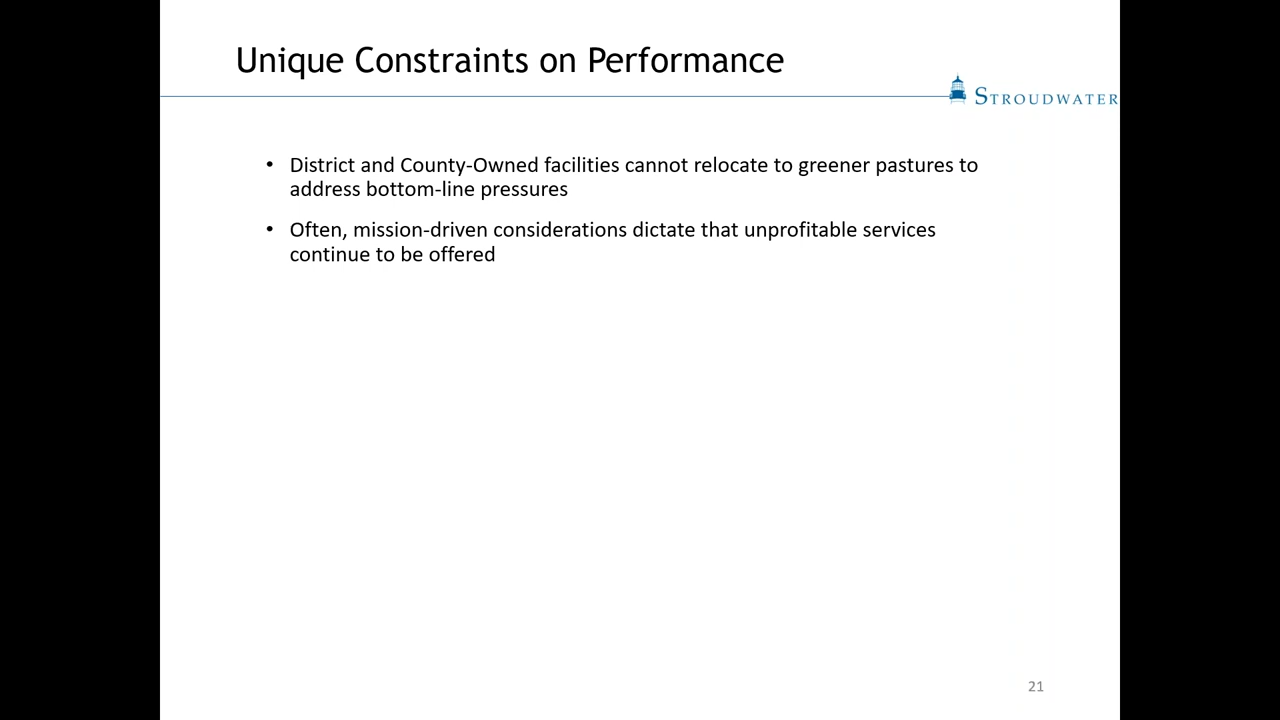 Unique Constraints on Performance
STROUDWATER
• District and County-Owned facilities cannot relocate to greener pastures to
address bottom-line pressures
• Often, mission-driven considerations dictate that unprofitable services
continue to be offered
21